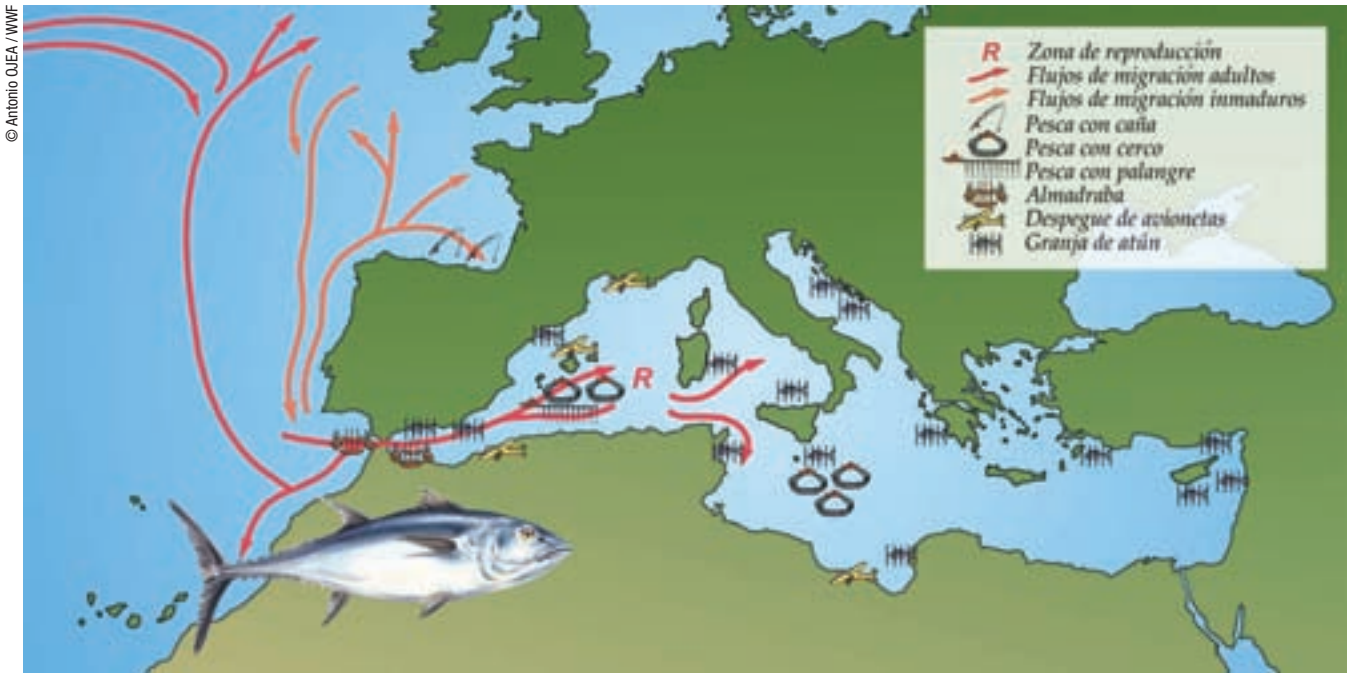 © Antonio OJEA / WWF
R Zona de reproducción
Flujos de migración adultos
Flujos de migración inmaduros
Pesca con caña
Pesca con cerco
Pesca con palangre
Almadraba
Despegue de avionetas
Granja de atún
R